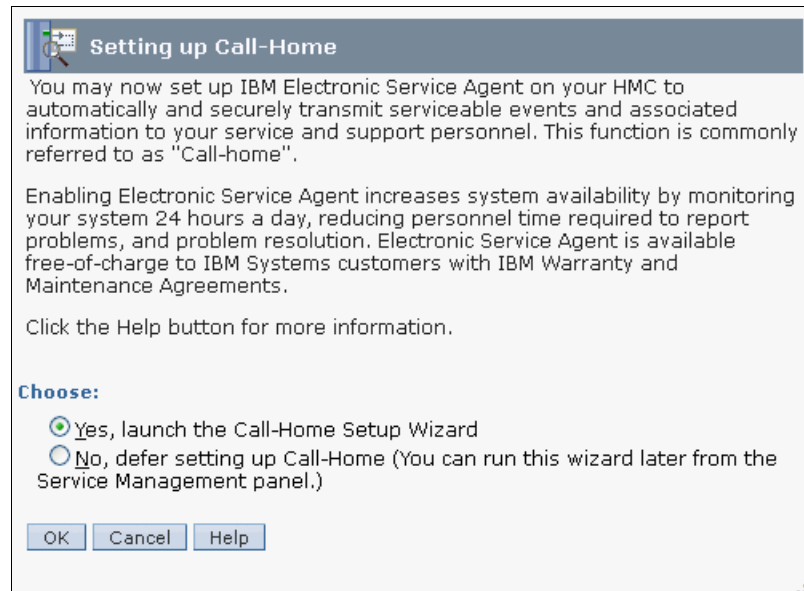 Setting up Call-Home
You may now set up IBM Electronic Service Agent on your HMC to
automatically and securely transmit serviceable events and associated
information to your service and support personnel. This function is commonly
referred to as "Call-home".
Enabling Electronic Service Agent increases system availability by monitoring
your system 24 hours a day, reducing personnel time required to report
problems, and problem resolution. Electronic Service Agent is available
free-of-charge to IBM Systems customers with IBM Warranty and
Maintenance Agreements.
Click the Help button for more information.
Choose:
Yes, launch the Call-Home Setup Wizard
No, defer setting up Call-Home (You can run this wizard later from the
Service Management panel.)
OK Cancel Help